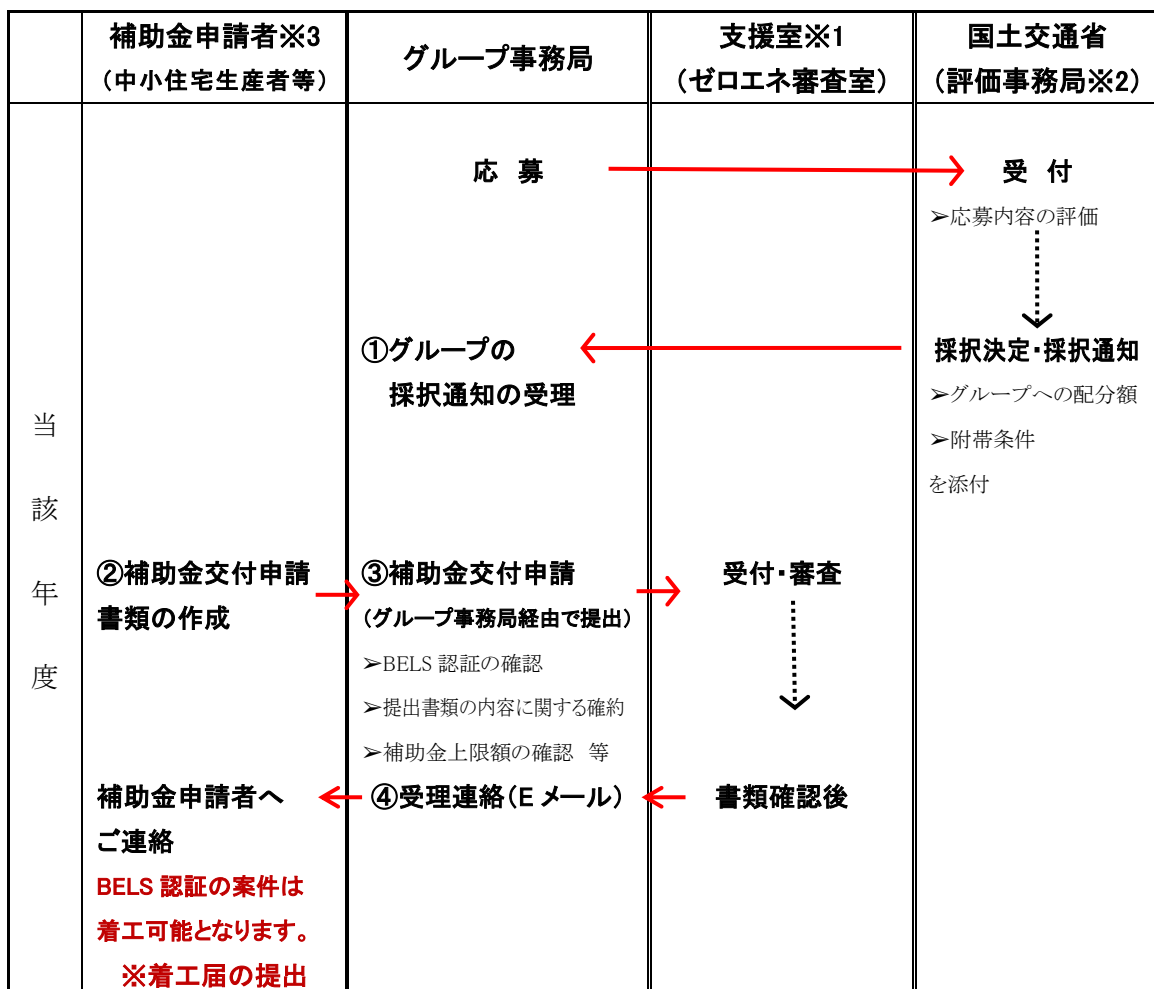 補助金申請者※3
(中小住宅生産者等)
グループ事務局
支援室※1
(ゼロエネ審査室)
国土交通省
(評価事務局※2)
当該年度
応 募
受 付
➢応募内容の評価
①グループの
採択通知の受理
採択決定・採択通知
➢グループへの配分額
➢附帯条件
を添付
②補助金交付申請
書類の作成
③補助金交付申請
(グループ事務局経由で提出)
➢BELS 認証の確認
➢提出書類の内容に関する確約
➢補助金上限額の確認 等
受付・審査
補助金申請者へ
ご連絡
④受理連絡(E メール)
書類確認後
BELS 認証の案件は
着工可能となります。
※着工届の提出